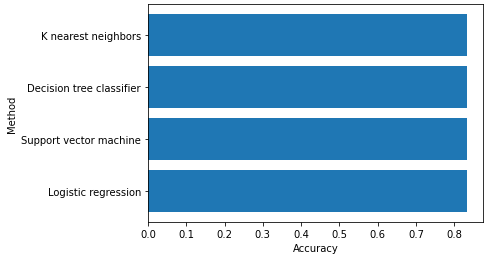 K nearest neighbors
Decision tree classifier
Support vector machine
Logistic regression
Method
0.0 0.1 0.2 0.3 0.4 0.5 0.6 0.7 0.8
Accuracy